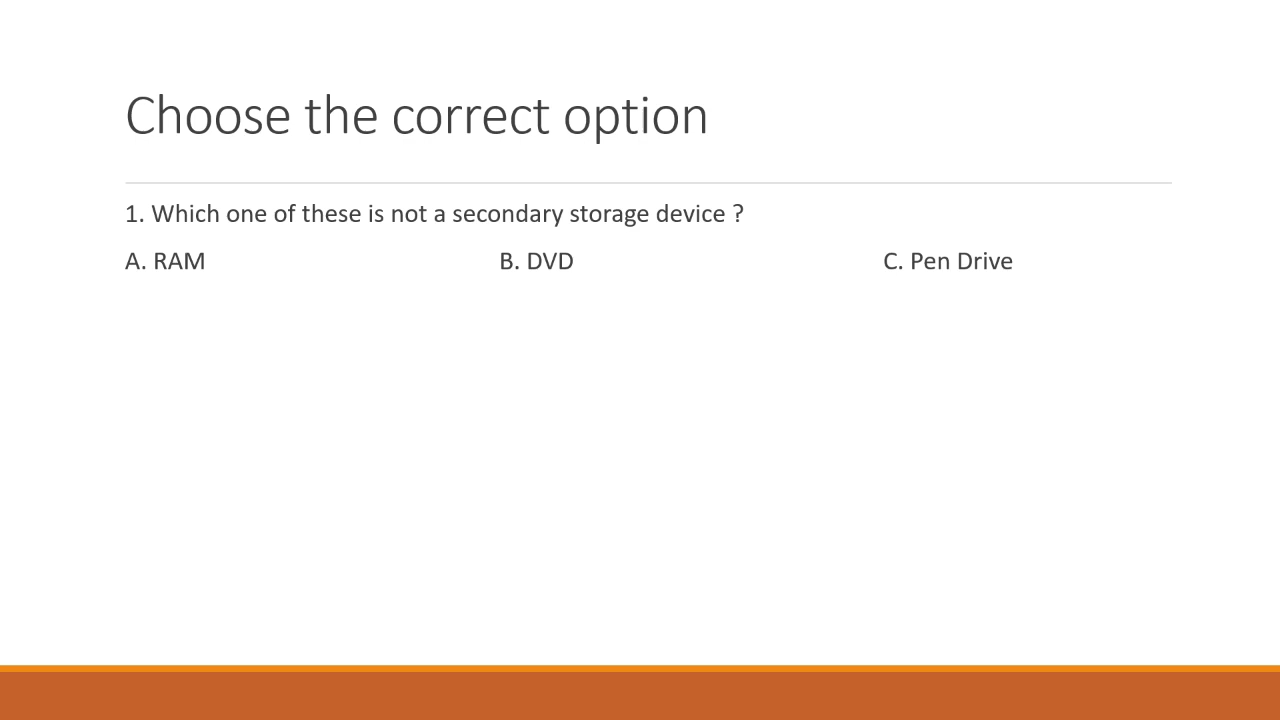 Choose the correct option
1. Which one of these is not a secondary storage device ?
A. RAM B. DVD C. Pen Drive